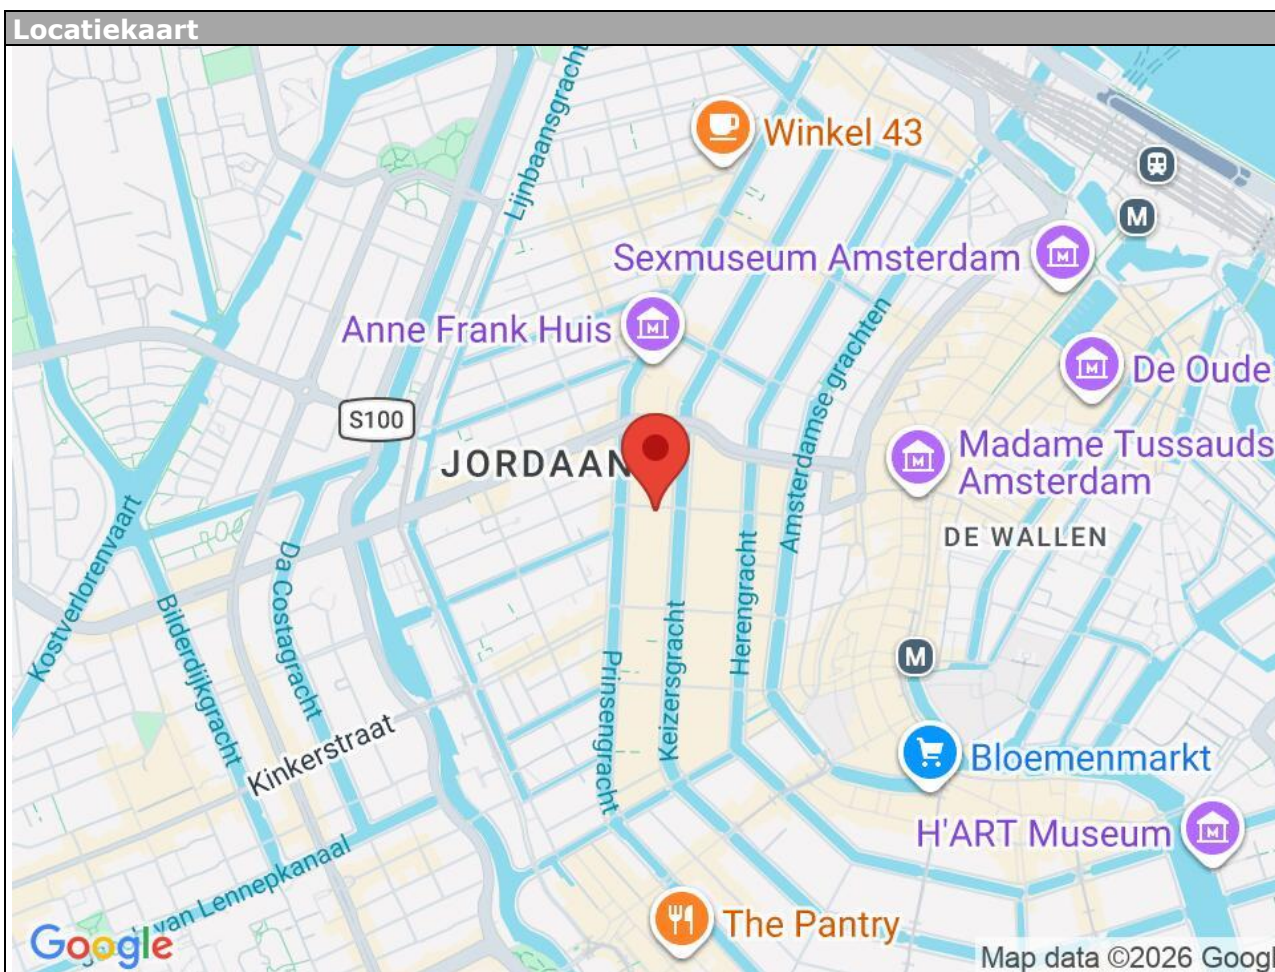 Locatiekaart
Lijnbaansgracht
Winkel 43
M
Sexmuseum Amsterdam
Anne Frank Huis
Amsterdamse grachten
De Oude
S100
JORDAAN
Madame Tussauds
Amsterdam
DE WALLEN
Kostverlorenvaart
Da Costagracht
Bilderdijkgracht
Herengracht
Keizersgracht
Prinsengracht
M
Kinkerstraat
Bloemenmarkt
H'ART Museum
van Lennepkanaal
The Pantry
Google
Map data ©2026 Googl